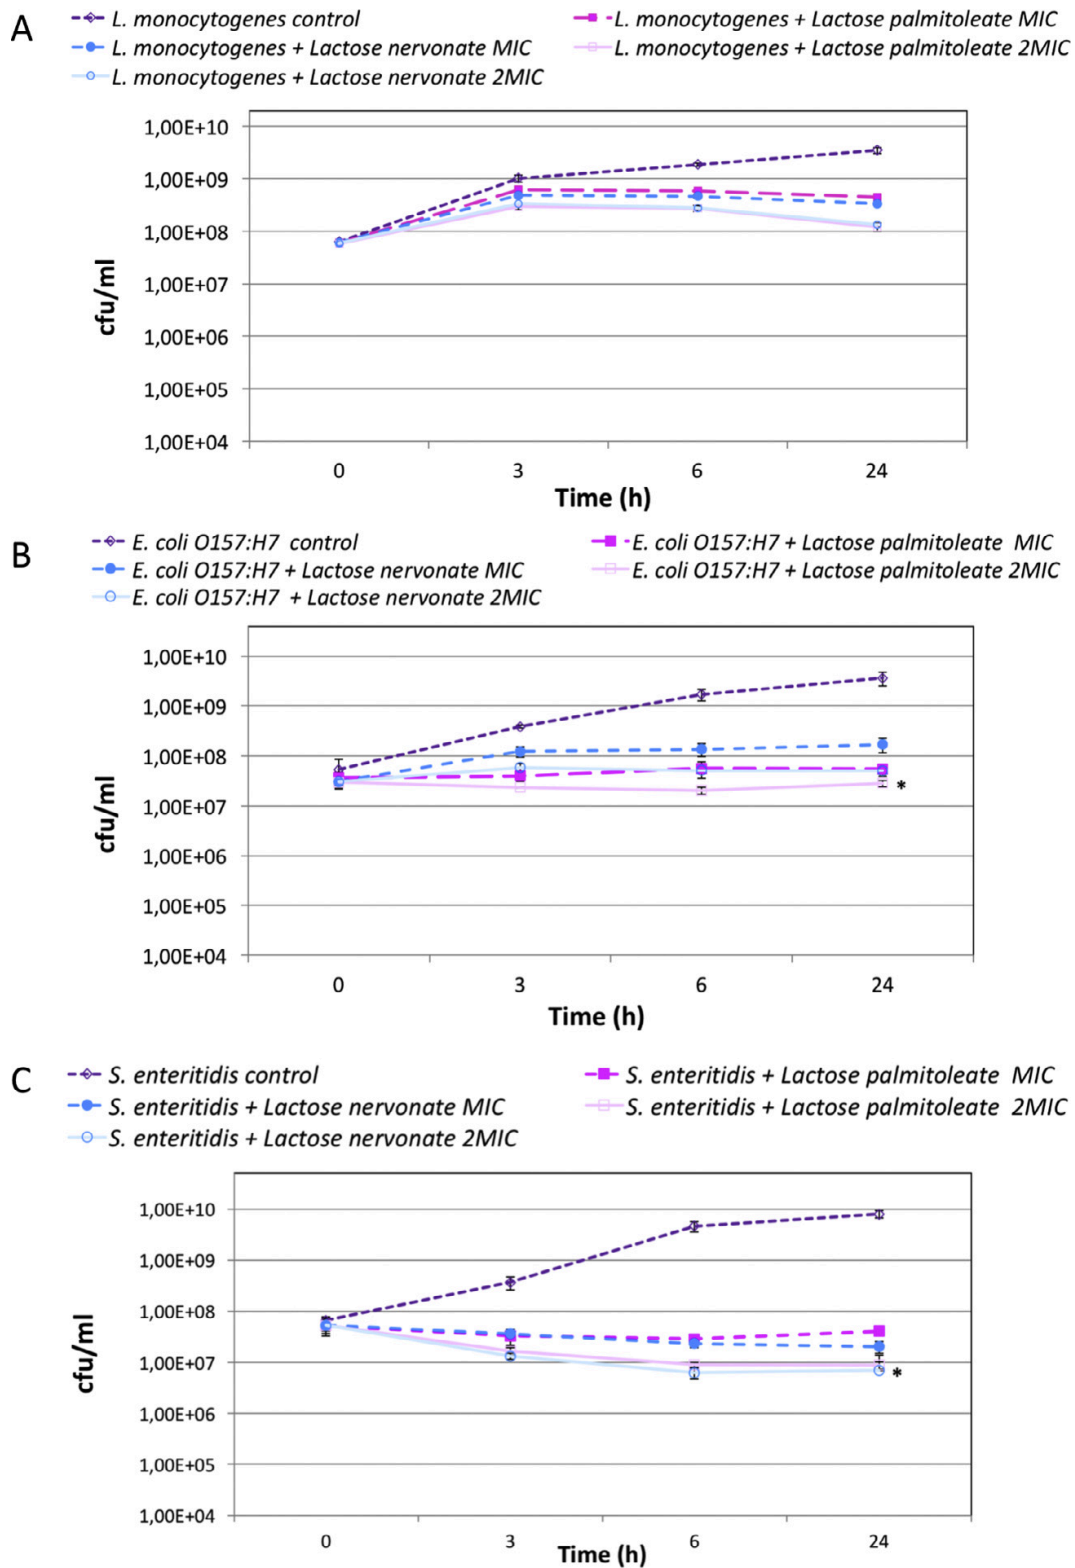 A
L. monocytogenes control
L. monocytogenes + Lactose palmitoleate MIC
L. monocytogenes + Lactose nervonate MIC
L. monocytogenes + Lactose palmitoleate 2MIC
L. monocytogenes + Lactose nervonate 2MIC
1,00E+10
1,00E+09
1,00E+08
1,00E+07
1,00E+06
1,00E+05
1,00E+04
cfu/ml
0 3 6 24
Time (h)
B
E. coli O157:H7 control
E. coli O157:H7 + Lactose palmitoleate MIC
E. coli O157:H7 + Lactose nervonate MIC
E. coli O157:H7 + Lactose palmitoleate 2MIC
E. coli O157:H7 + Lactose nervonate 2MIC
1,00E+10
1,00E+09
1,00E+08
1,00E+07
1,00E+06
1,00E+05
1,00E+04
cfu/ml
*
0 3 6 24
Time (h)
C
S. enteritidis control
S. enteritidis + Lactose palmitoleate MIC
S. enteritidis + Lactose nervonate MIC
S. enteritidis + Lactose palmitoleate 2MIC
S. enteritidis + Lactose nervonate 2MIC
1,00E+10
1,00E+09
1,00E+08
1,00E+07
1,00E+06
1,00E+05
1,00E+04
cfu/ml
*
0 3 6 24
Time (h)